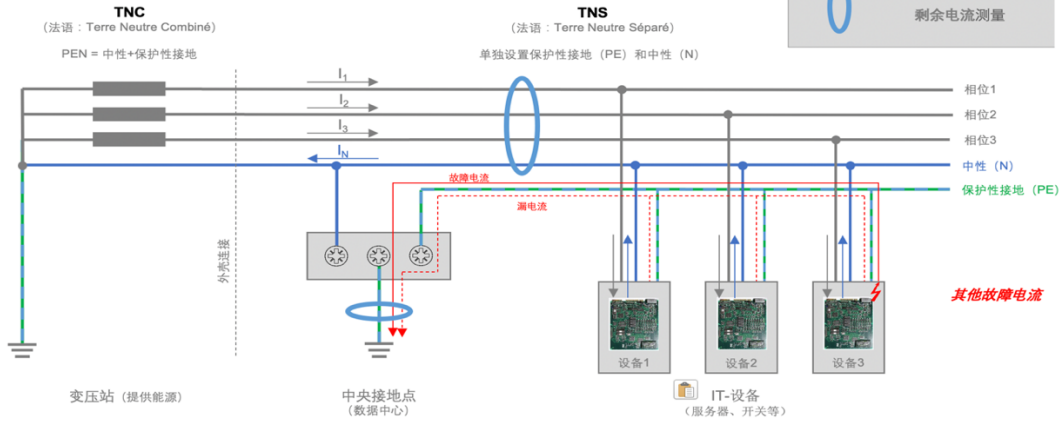 TNC
(法语：Terre Neutre Combiné)
PEN = 中性+保护性接地
TNS
(法语：Terre Neutre Séparé)
单独设置保护性接地（PE）和中性（N）
剩余电流测量
I1
I2
I3
IN
相位1
相位2
相位3
中性（N）
保护性接地（PE）
故障电流
漏电流
外壳连接
其他故障电流
设备1
设备2
设备3
变压站（提供能源）
中央接地点
（数据中心）
IT-设备
（服务器、开关等）